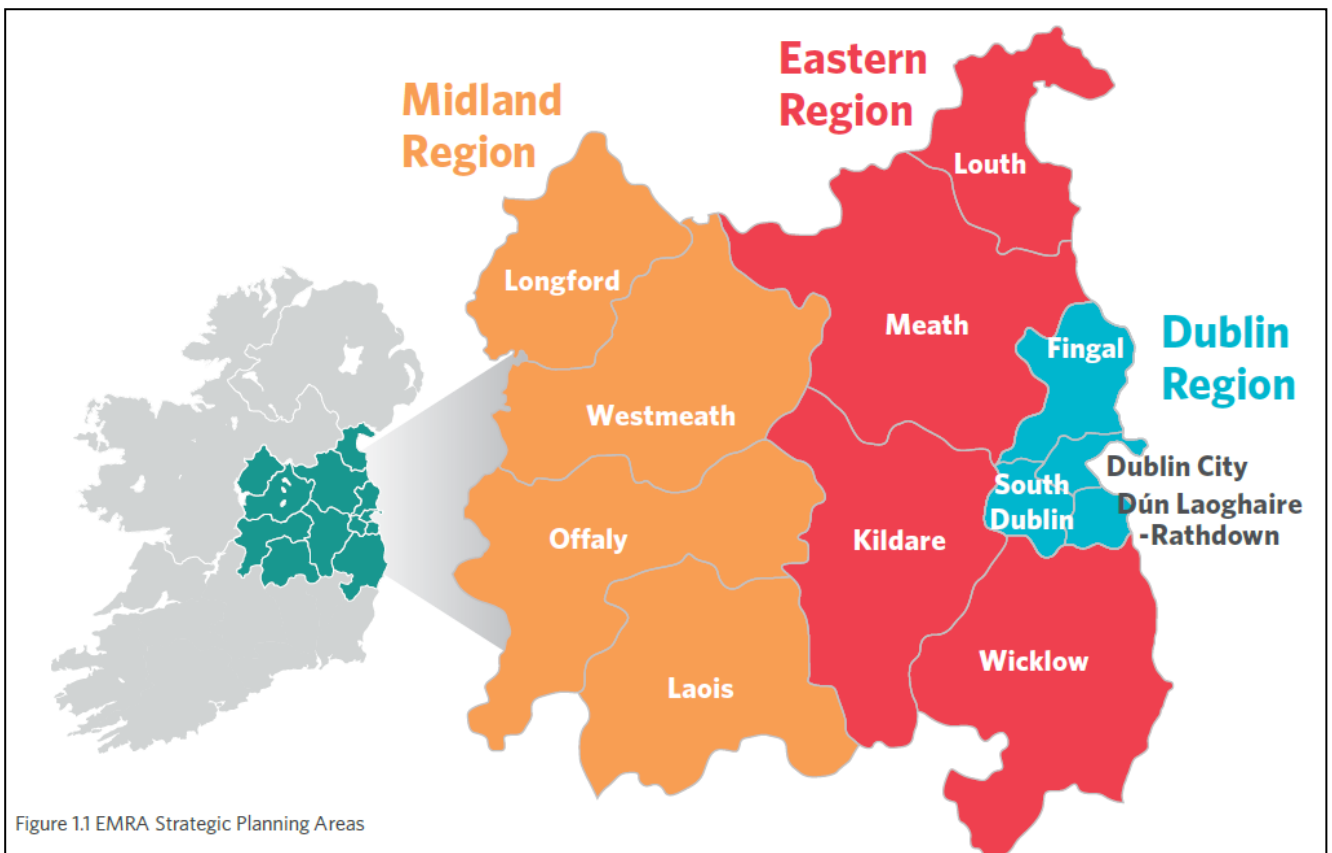 Midland
Region
Eastern
Region
Louth
Longford
Meath
Fingal
Dublin
Region
Westmeath
Dublin City
South
Dublin
Dún Laoghaire
-Rathdown
Offaly
Kildare
Wicklow
Laois
Figure 1.1 EMRA Strategic Planning Areas